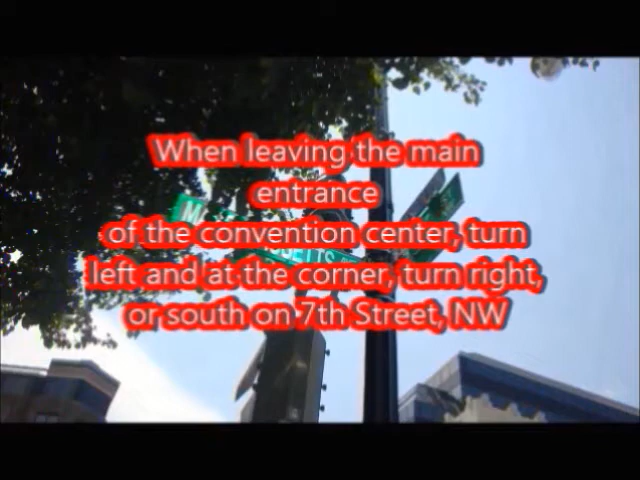 When leaving the main
entrance
of the convention center, turn
left and at the corner, turn right,
or south on 7th Street, NW